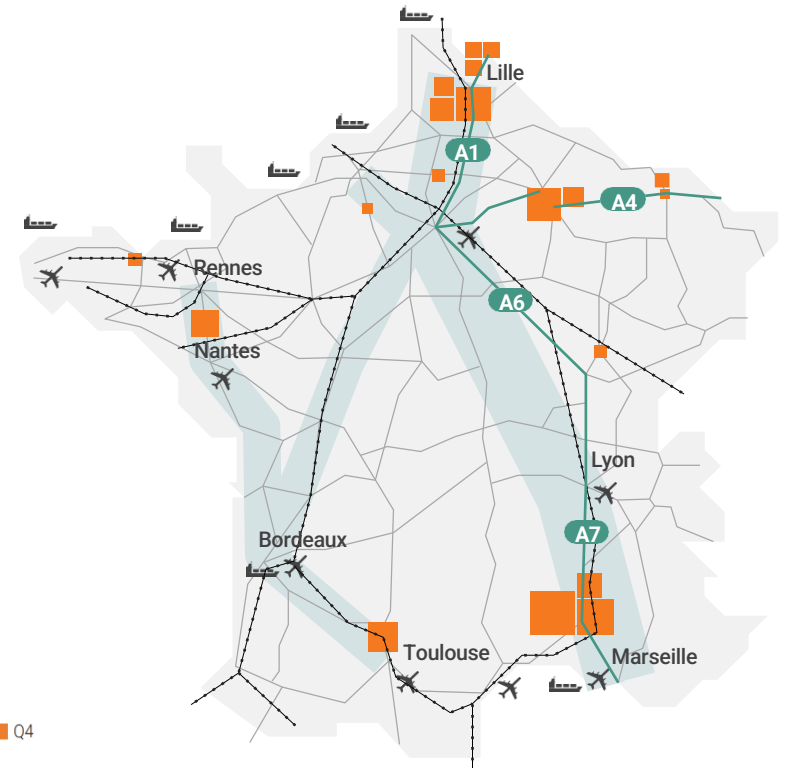 Lille
A1
A4
Rennes
A6
Nantes
Lyon
A7
Bordeaux
Toulouse
Marseille
Q4